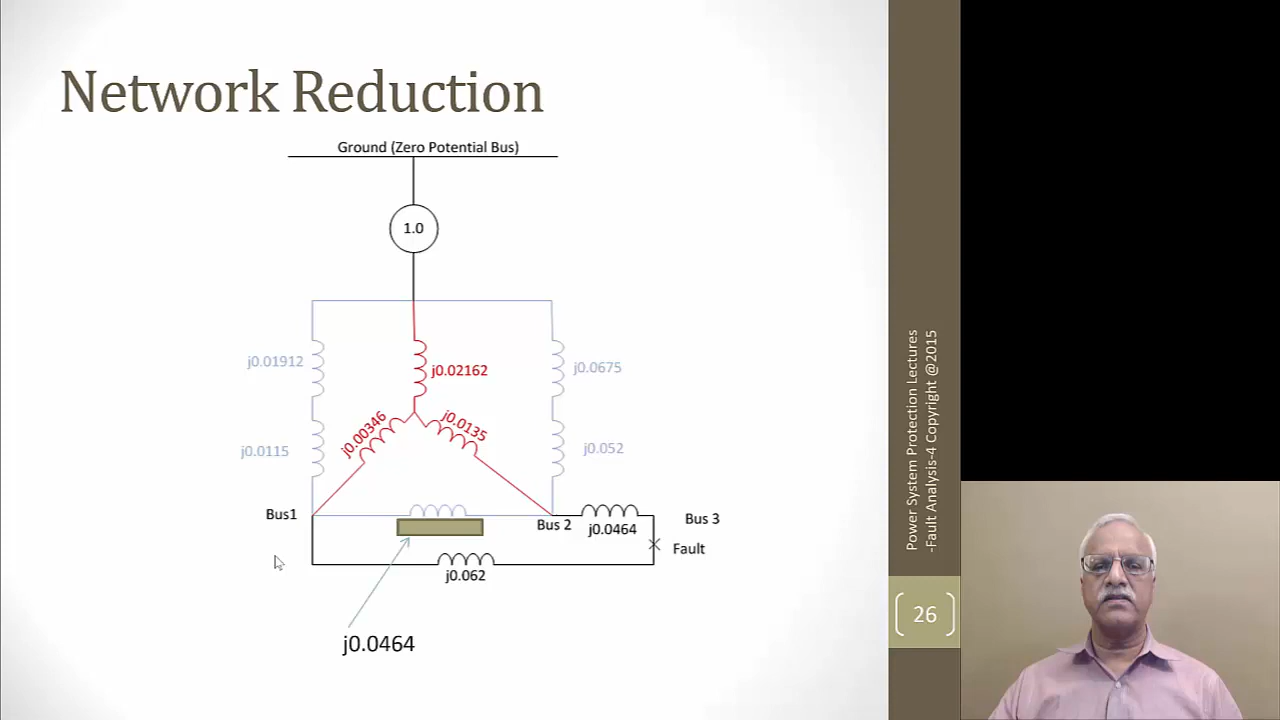 Network Reduction
Ground (Zero Potential Bus)
1.0
j0.01912
j0.02162
j0.0675
j0.00346
j0.0135
j0.0115
j0.052
Bus1
Bus 2
j0.0464
Bus 3
Fault
j0.062
j0.0464
Power System Protection Lectures
-Fault Analysis-4 Copyright @2015
26